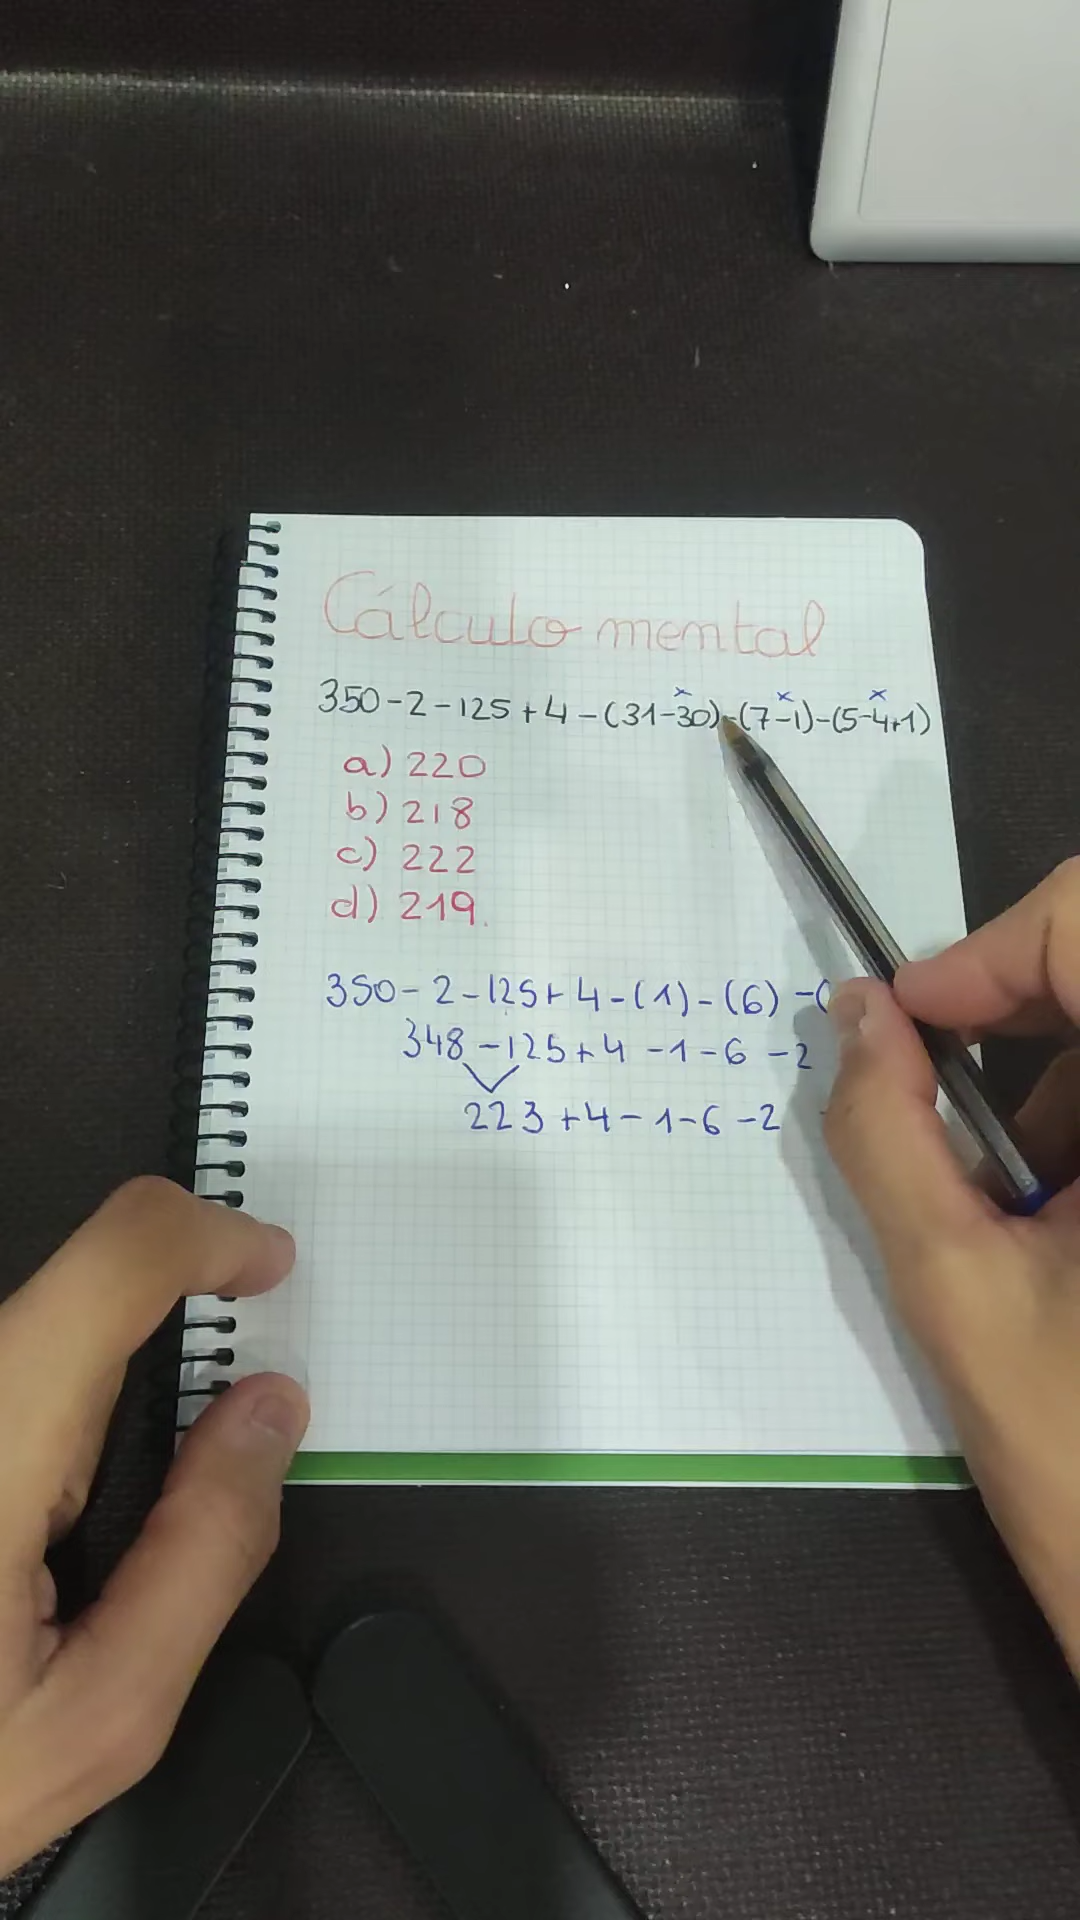 Cálculo mental
350-2-125+4-(31-30)-(7-1)-(5-4+1)
a) 220
b) 218
c) 222
d) 219.
350-2-125+4-(1)-(6)-(
348-125+4-1-6-2
223+4-1-6-2